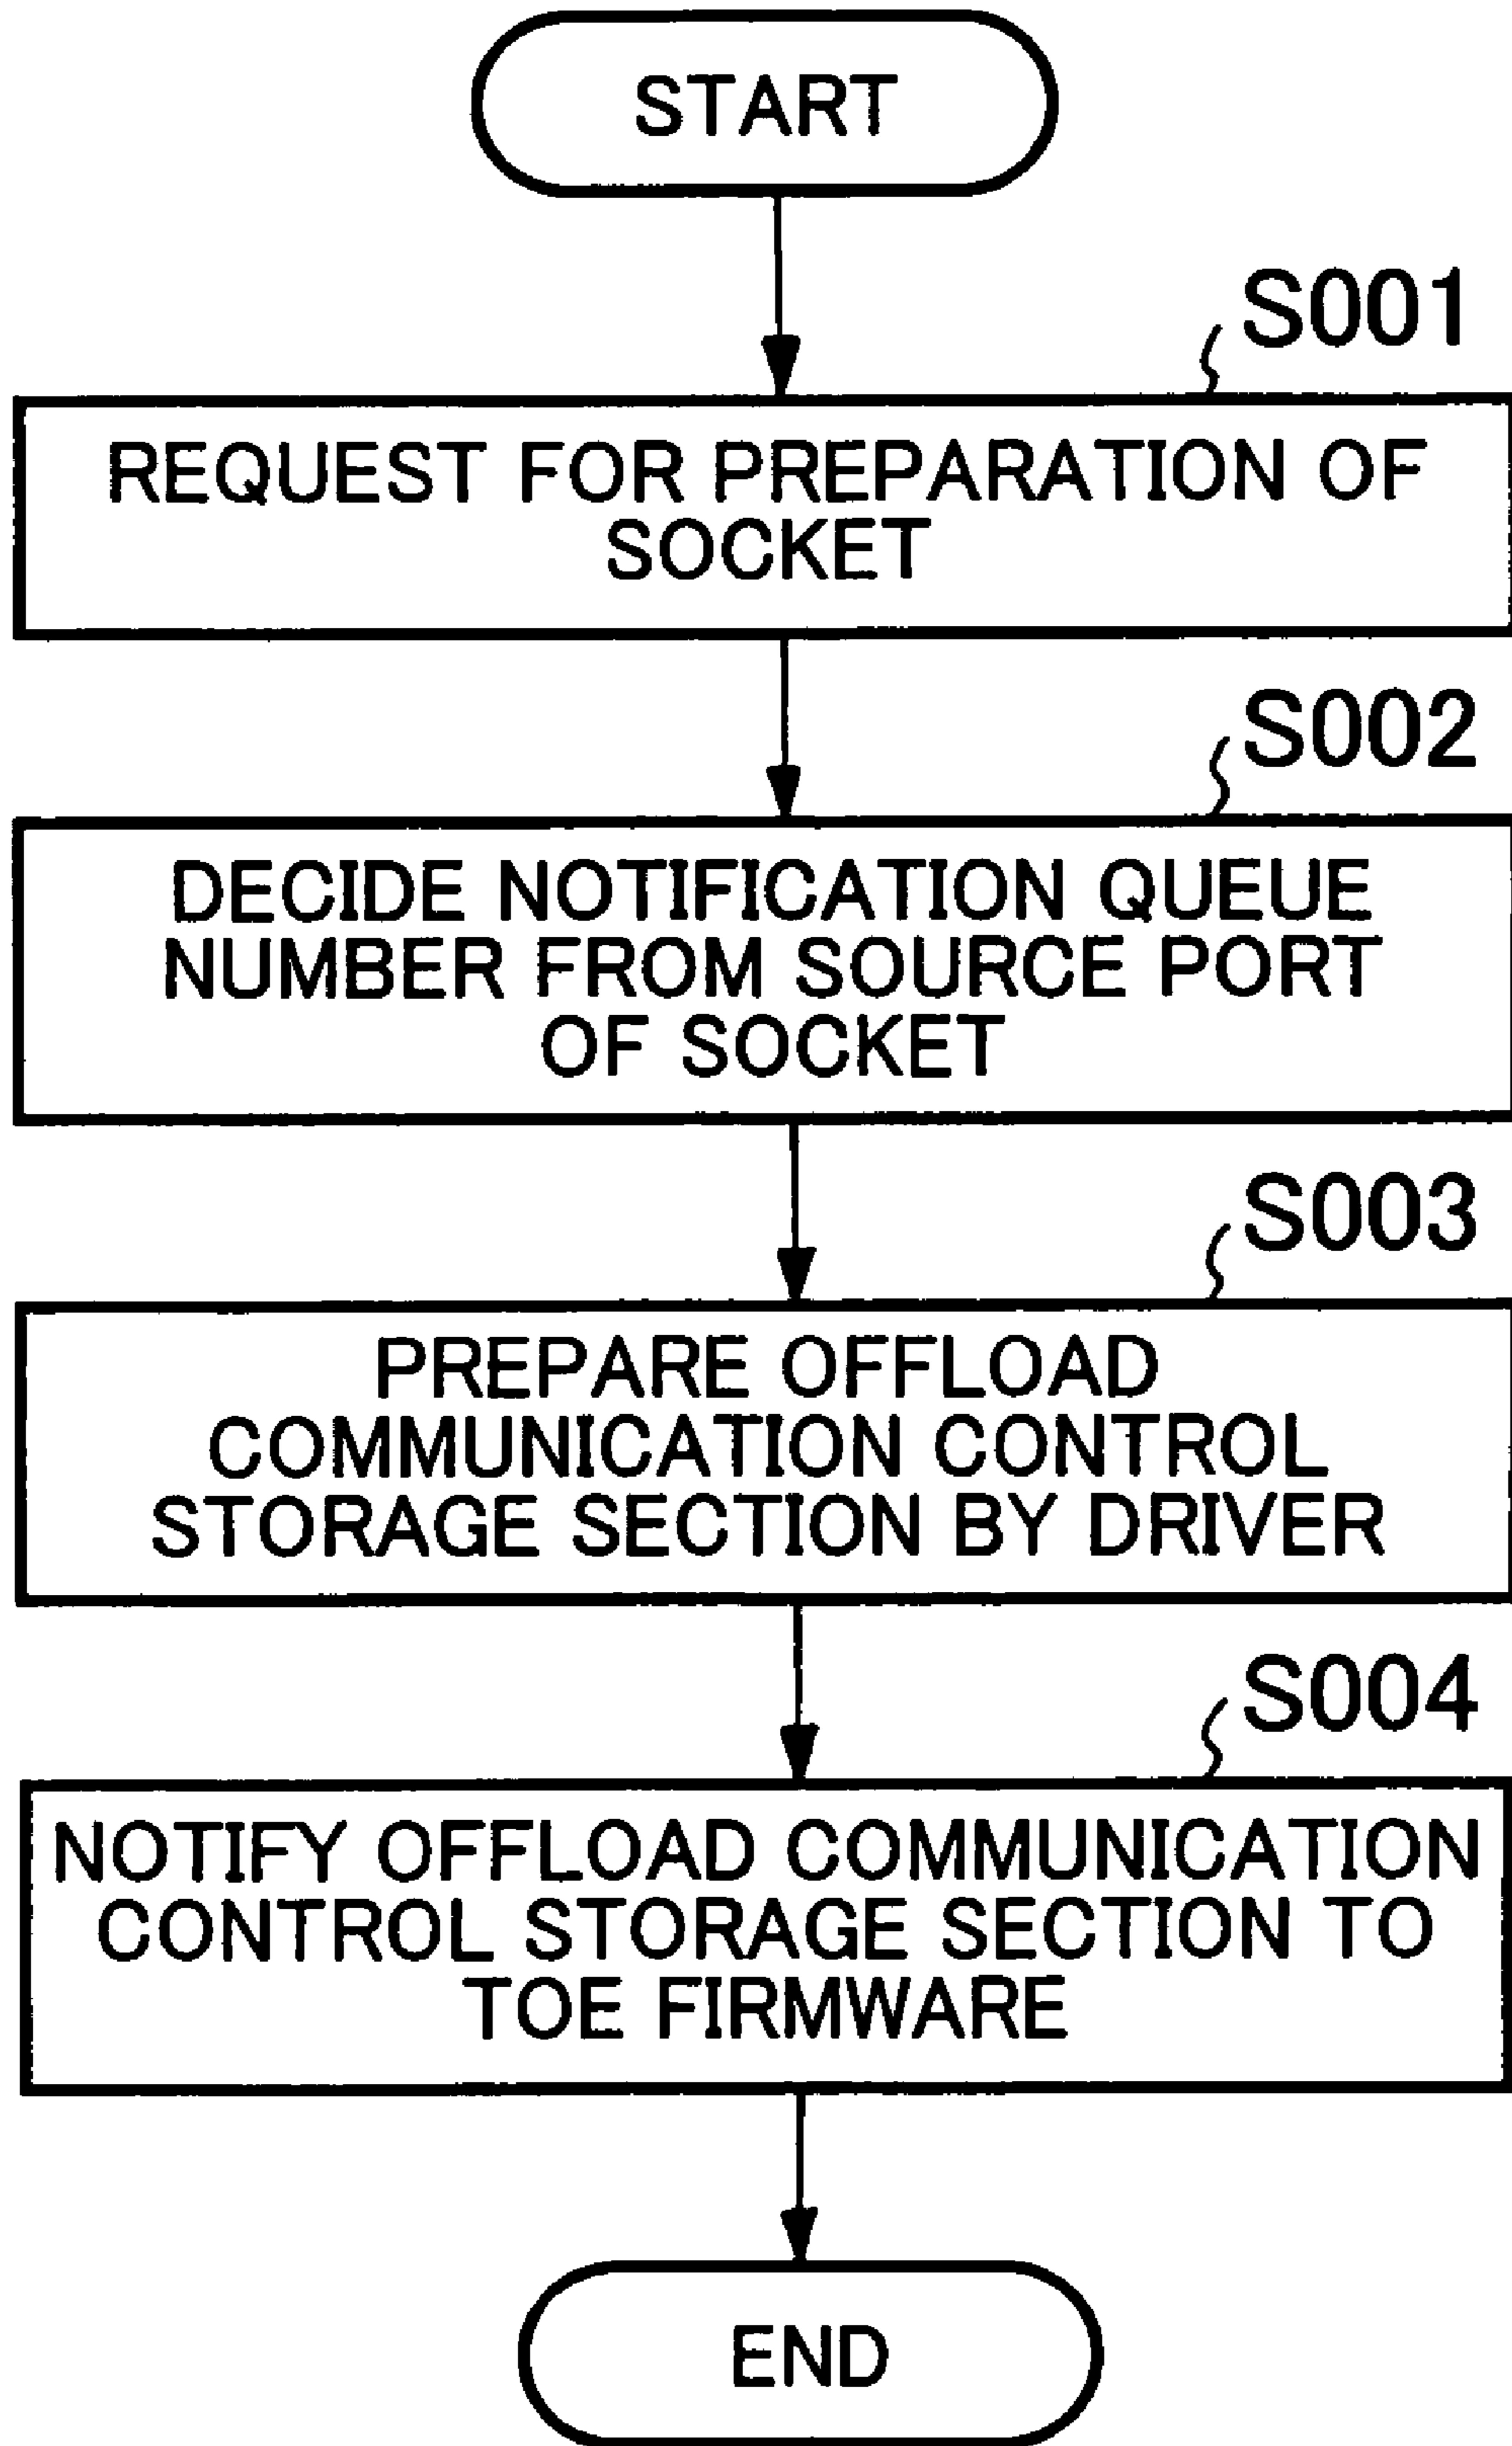 START
S001
REQUEST FOR PREPARATION OF
SOCKET
S002
DECIDE NOTIFICATION QUEUE
NUMBER FROM SOURCE PORT
OF SOCKET
S003
PREPARE OFFLOAD
COMMUNICATION CONTROL
STORAGE SECTION BY DRIVER
S004
NOTIFY OFFLOAD COMMUNICATION
CONTROL STORAGE SECTION TO
TOE FIRMWARE
END